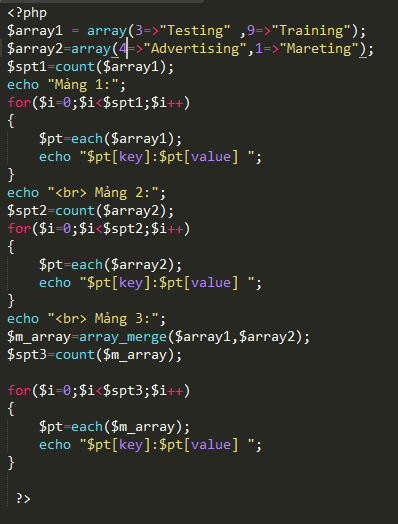 <?php
$array1 = array(3=>"Testing" ,9=>"Training");
$array2=array(4=>"Advertising",1=>"Mareting");
$spt1=count($array1);
echo "Mảng 1:";
for($i=0;$i<$spt1;$i++)
{
$pt=each($array1);
echo "$pt[key]:$pt[value] ";
}
echo "<br> Mảng 2:";
$spt2=count($array2);
for($i=0;$i<$spt2;$i++)
{
$pt=each($array2);
echo "$pt[key]:$pt[value] ";
}
echo "<br> Mảng 3:";
$m_array=array_merge($array1,$array2);
$spt3=count($m_array);
for($i=0;$i<$spt3;$i++)
{
$pt=each($m_array);
echo "$pt[key]:$pt[value] ";
}
?>